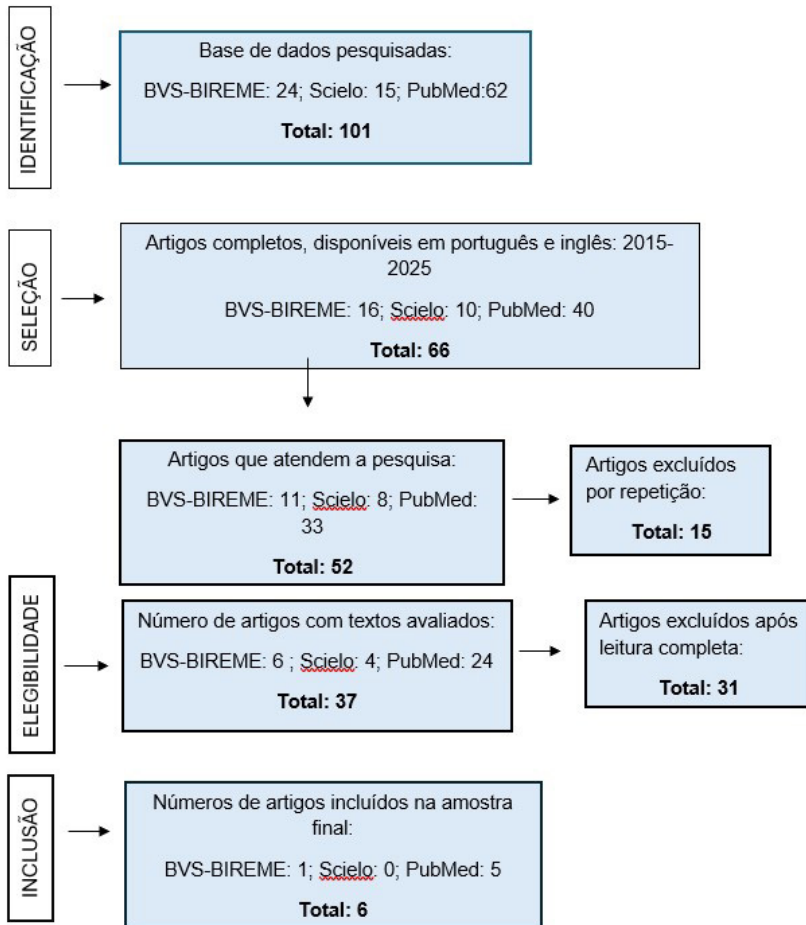 IDENTIFICAÇÃO
Base de dados pesquisadas:
BVS-BIREME: 24; Scielo: 15; PubMed:62
Total: 101
SELEÇÃO
Artigos completos, disponíveis em português e inglês: 2015-
2025
BVS-BIREME: 16; Scielo: 10; PubMed: 40
Total: 66
Artigos que atendem a pesquisa:
BVS-BIREME: 11; Scielo: 8; PubMed:
33
Total: 52
Artigos excluídos
por repetição:
Total: 15
ELEGIBILIDADE
Número de artigos com textos avaliados:
BVS-BIREME: 6 ; Scielo: 4; PubMed: 24
Total: 37
Artigos excluídos após
leitura completa:
Total: 31
INCLUSÃO
Números de artigos incluídos na amostra
final:
BVS-BIREME: 1; Scielo: 0; PubMed: 5
Total: 6